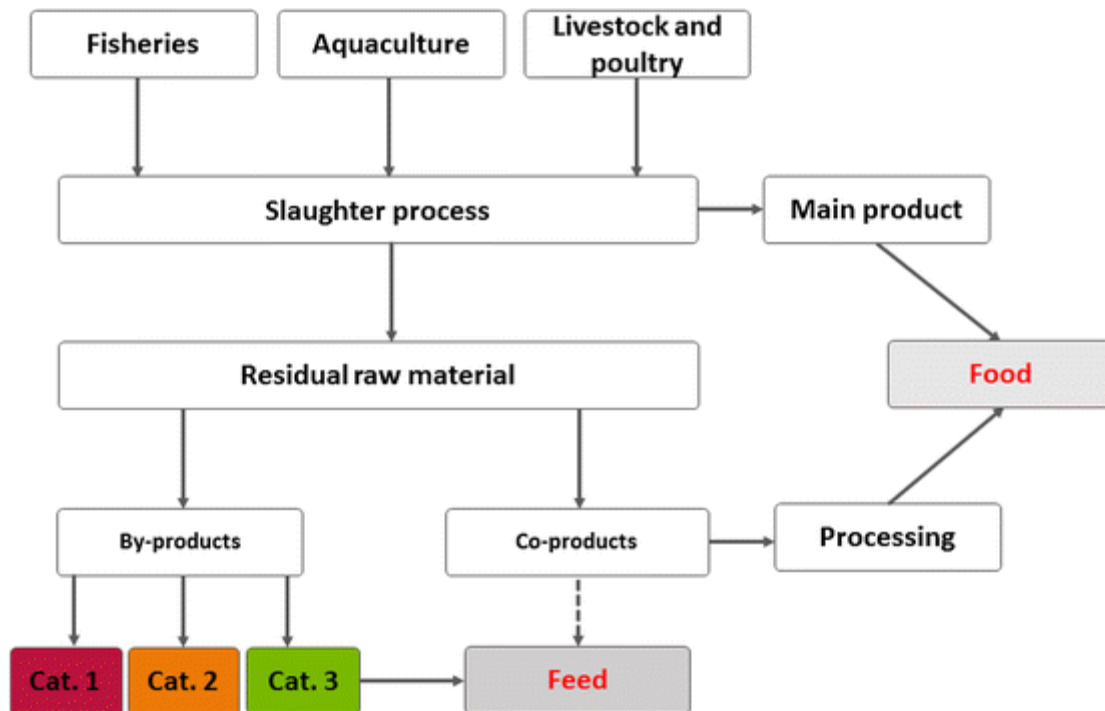 Fisheries
Aquaculture
Livestock and
poultry
Slaughter process
Main product
Residual raw material
Food
By-products
Co-products
Processing
Cat. 1
Cat. 2
Cat. 3
Feed